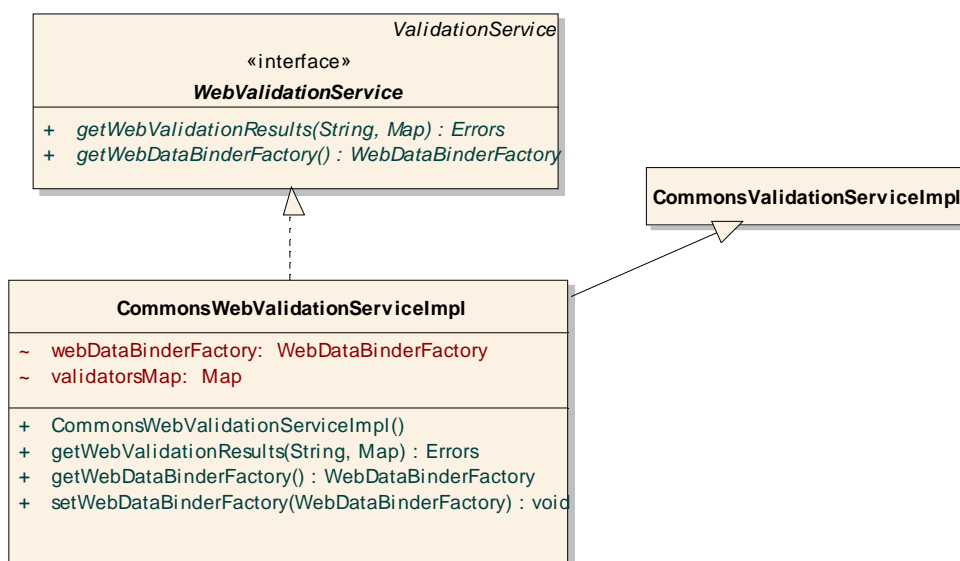 ValidationService
«interface»
WebValidationService
+ getWebValidationResults(String, Map) : Errors
+ getWebDataBinderFactory() : WebDataBinderFactory
CommonsValidationServiceImpl
CommonsWebValidationServiceImpl
~ webDataBinderFactory: WebDataBinderFactory
~ validatorsMap: Map
+ CommonsWebValidationServiceImpl()
+ getWebValidationResults(String, Map) : Errors
+ getWebDataBinderFactory() : WebDataBinderFactory
+ setWebDataBinderFactory(WebDataBinderFactory) : void